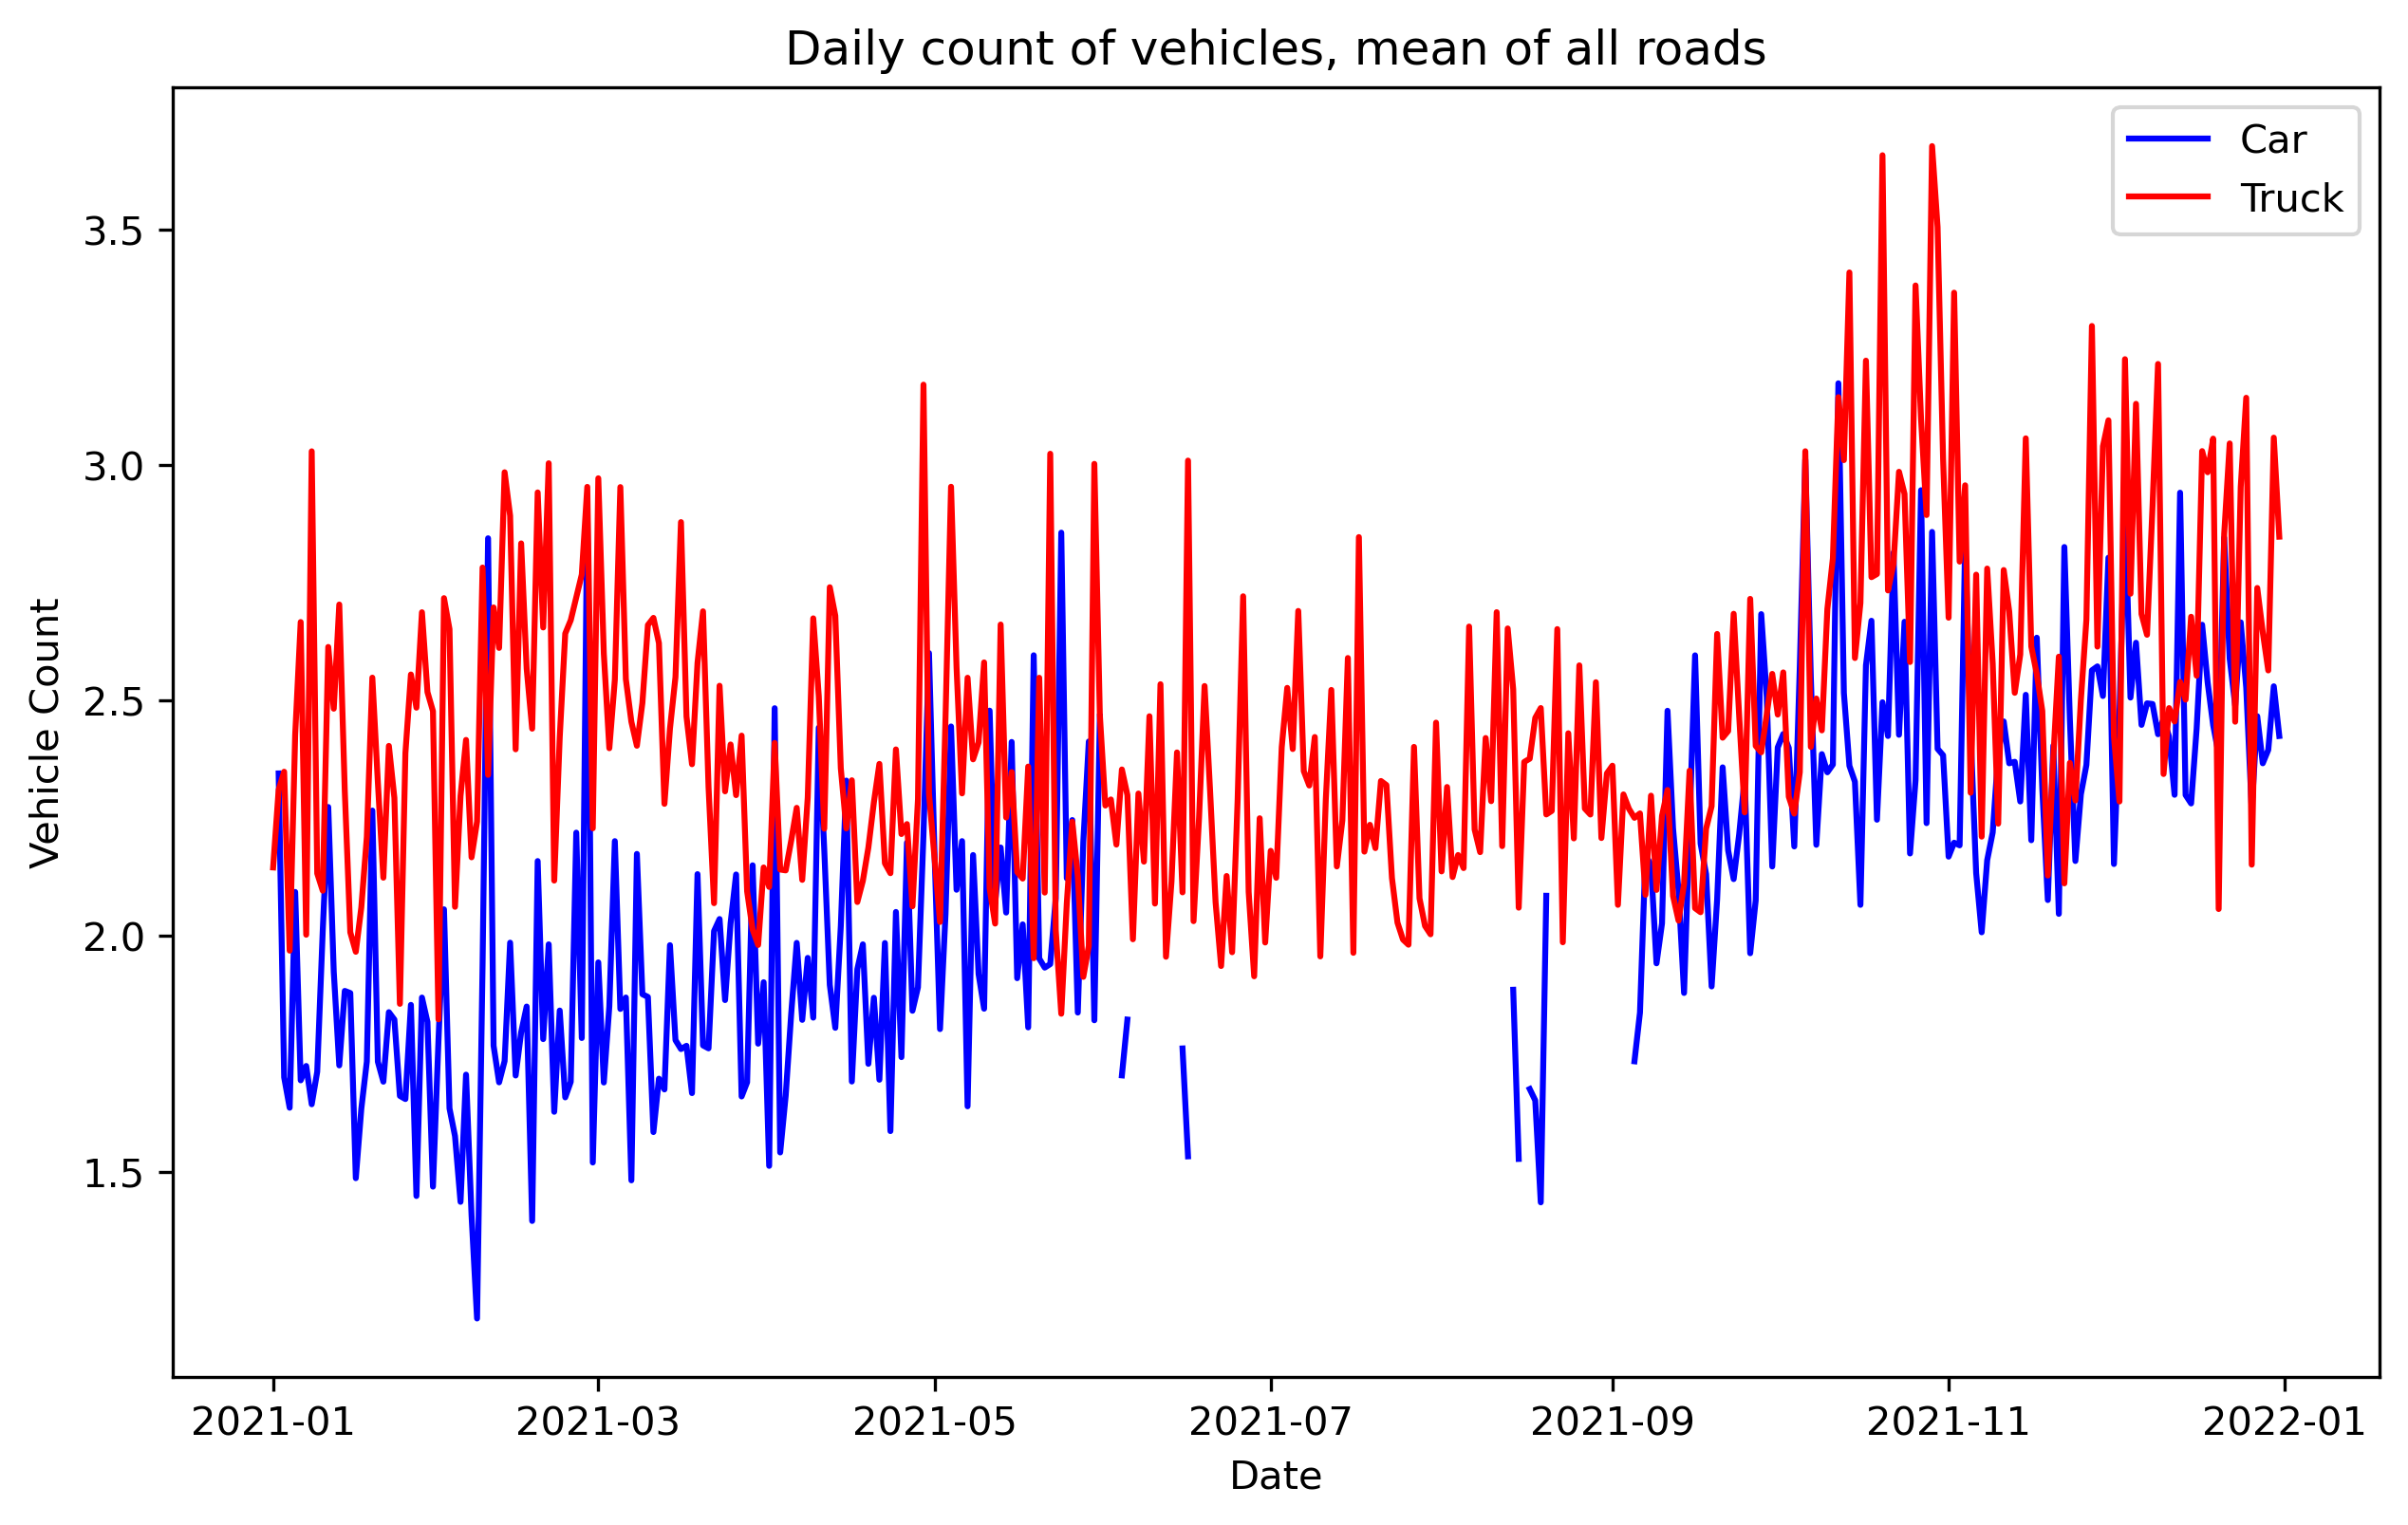 Daily count of vehicles, mean of all roads
Car
Truck
Vehicle Count
3.5
3.0
2.5
2.0
1.5
2021-01
2021-03
2021-05
2021-07
2021-09
2021-11
2022-01
Date